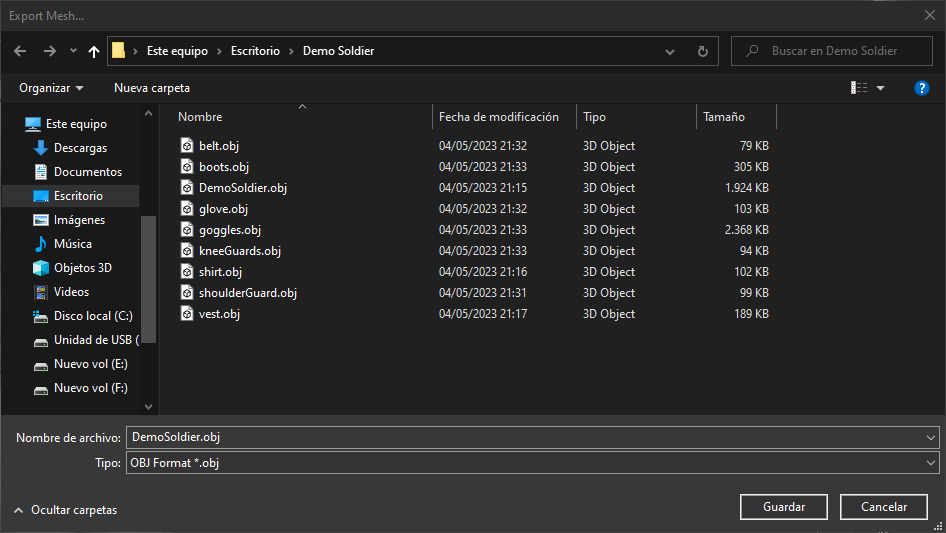 Export Mesh...
Este equipo > Escritorio > Demo Soldier
Buscar en Demo Soldier
Organizar Nueva carpeta ?
Nombre Fecha de modificación Tipo Tamaño
belt.obj 04/05/2023 21:32 3D Object 79 KB
boots.obj 04/05/2023 21:33 3D Object 305 KB
DemoSoldier.obj 04/05/2023 21:15 3D Object 1.924 KB
glove.obj 04/05/2023 21:32 3D Object 103 KB
goggles.obj 04/05/2023 21:33 3D Object 2.368 KB
kneeGuards.obj 04/05/2023 21:33 3D Object 94 KB
shirt.obj 04/05/2023 21:16 3D Object 102 KB
shoulderGuard.obj 04/05/2023 21:31 3D Object 99 KB
vest.obj 04/05/2023 21:17 3D Object 189 KB
Este equipo
Descargas
Documentos
Escritorio
Imágenes
Música
Objetos 3D
Videos
Disco local (C:)
Unidad de USB (
Nuevo vol (E:)
Nuevo vol (F:)
Nombre de archivo: DemoSoldier.obj
Tipo: OBJ Format *.obj
Ocultar carpetas
Guardar
Cancelar